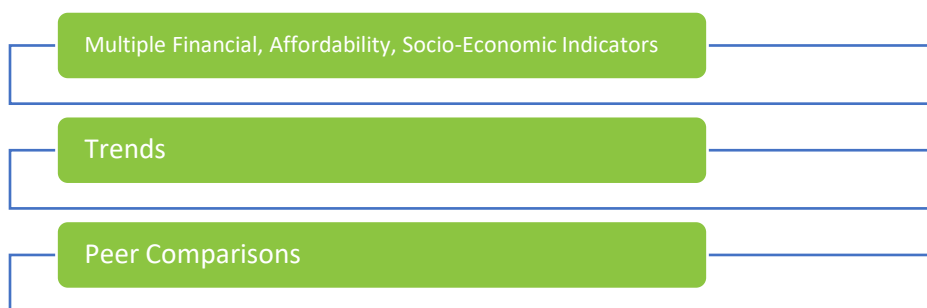 Multiple Financial, Affordability, Socio-Economic Indicators
Trends
Peer Comparisons